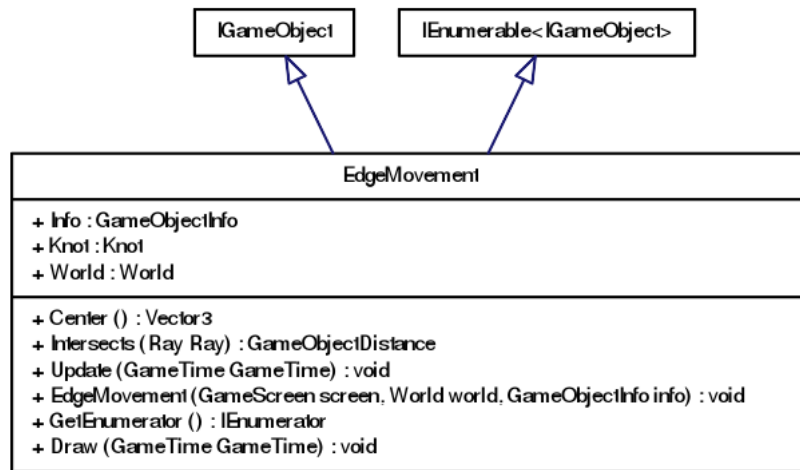 IGameObject
IEnumerable<IGameObject>
EdgeMovement
+ Info : GameObjectInfo
+ Knot : Knot
+ World : World
+ Center () : Vector3
+ Intersects (Ray Ray) : GameObjectDistance
+ Update (GameTime GameTime) : void
+ EdgeMovement (GameScreen screen, World world, GameObjectInfo info) : void
+ GetEnumerator () : IEnumerator
+ Draw (GameTime GameTime) : void